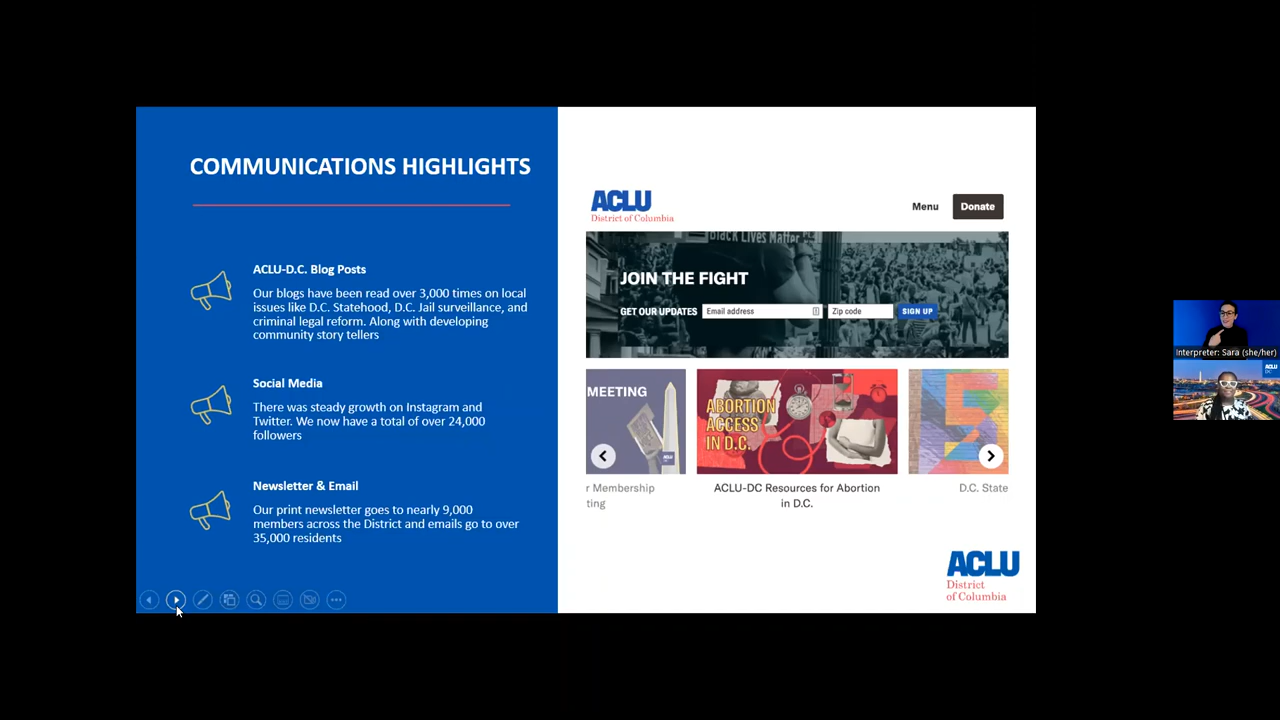 COMMUNICATIONS HIGHLIGHTS
ACLU-D.C. Blog Posts
Our blogs have been read over 3,000 times on local
issues like D.C. Statehood, D.C. Jail surveillance, and
criminal legal reform. Along with developing
community story tellers
Social Media
There was steady growth on Instagram and
Twitter. We now have a total of over 24,000
followers
Newsletter & Email
Our print newsletter goes to nearly 9,000
members across the District and emails go to over
35,000 residents
ACLU
District of Columbia
Menu
Donate
Black Lives Matter
JOIN THE FIGHT
GET OUR UPDATES
Email address
Zip code
SIGN UP
MEETING
ACLU
ABORTION
ACCESS
IN D.C.
5
r Membership
ting
ACLU-DC Resources for Abortion
in D.C.
D.C. State
ACLU
District
of Columbia
Interpreter: Sara (she/her)
ACLU
DC